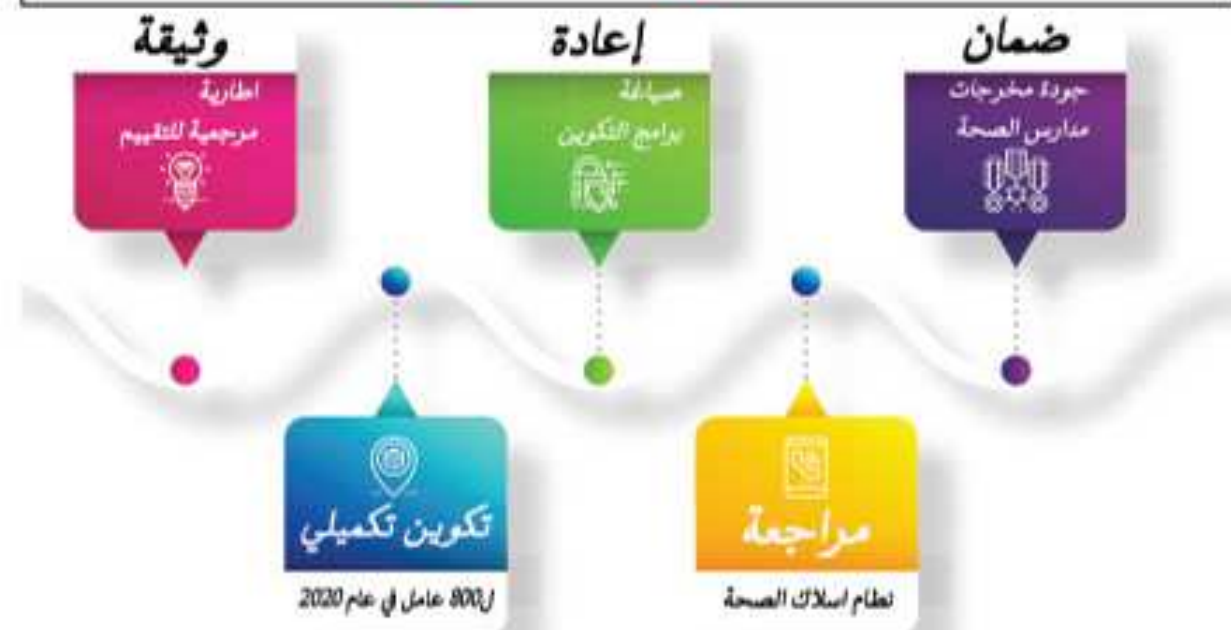 ضمان
جودة مخرجات
مدارس الصحة
مراجعة
نظام اسلاك الصحة
إعادة
صياغة
برامج التكوين
تكوين تكميلي
ل800 عامل في عام 2020
وثيقة
اطارية
مرجعية للتقييم